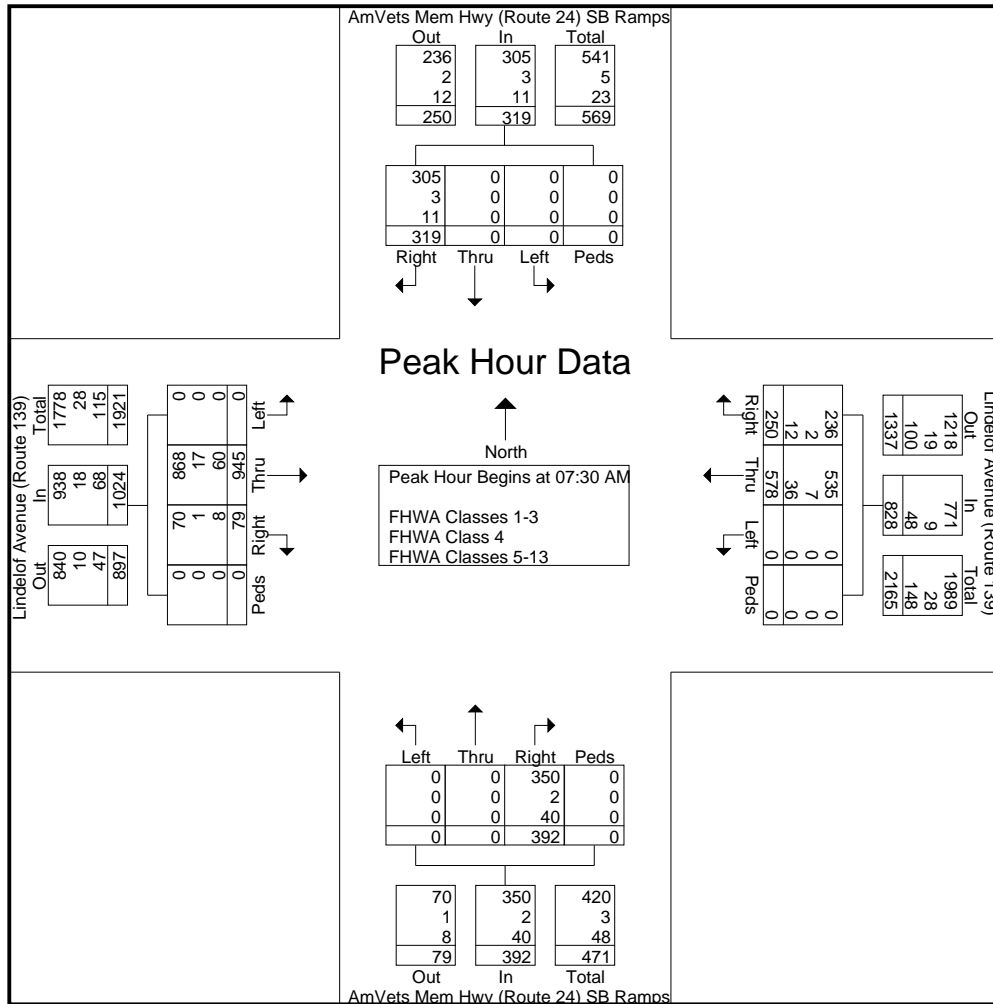 AmVets Mem Hwy (Route 24) SB Ramps
Out In Total
236 305 541
2 3 5
12 11 23
250 319 569
305 0 0 0
3 0 0 0
11 0 0 0
319 0 0 0
Right Thru Left Peds
Peak Hour Data
North
Peak Hour Begins at 07:30 AM
FHWA Classes 1-3
FHWA Class 4
FHWA Classes 5-13
Lindelof Avenue (Route 139)
Out In Total
840 938 1778
10 18 28
47 68 115
897 1024 1921
0 868 70 0
0 17 1 0
0 60 8 0
0 945 79 0
Left Thru Right Peds
Right Thru Left Peds
250 578 0 0
12 36 0 0
2 7 0 0
236 535 0 0
1337 828 2165
100 48 148
19 9 28
1218 771 1989
Out In Total
Lindelof Avenue (Route 139)
Left Thru Right Peds
0 0 350 0
0 0 2 0
0 0 40 0
0 0 392 0
70 350 420
1 2 3
8 40 48
79 392 471
Out In Total
AmVets Mem Hwy (Route 24) SB Ramps